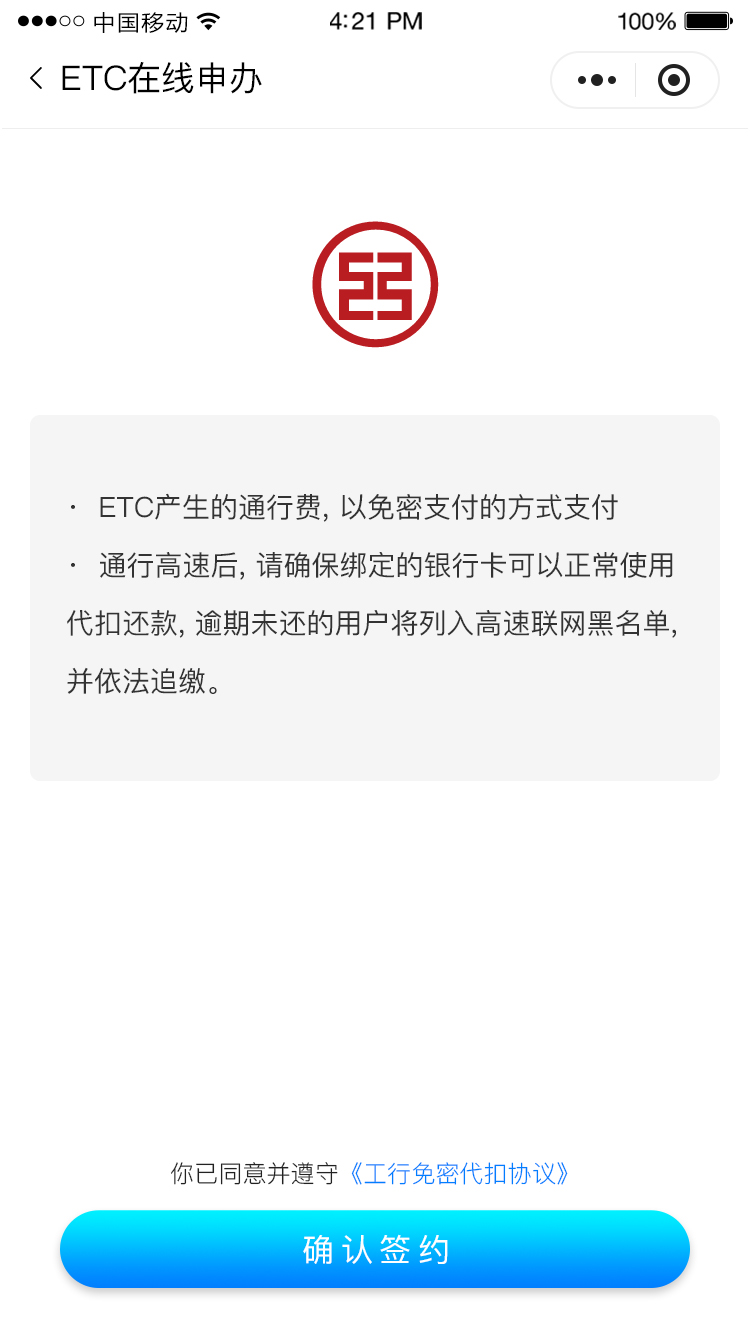 中国移动 4:21 PM 100%
ETC在线申办
· ETC产生的通行费, 以免密支付的方式支付
· 通行高速后, 请确保绑定的银行卡可以正常使用
代扣还款, 逾期未还的用户将列入高速联网黑名单,
并依法追缴。
你已同意并遵守《工行免密代扣协议》
确认签约